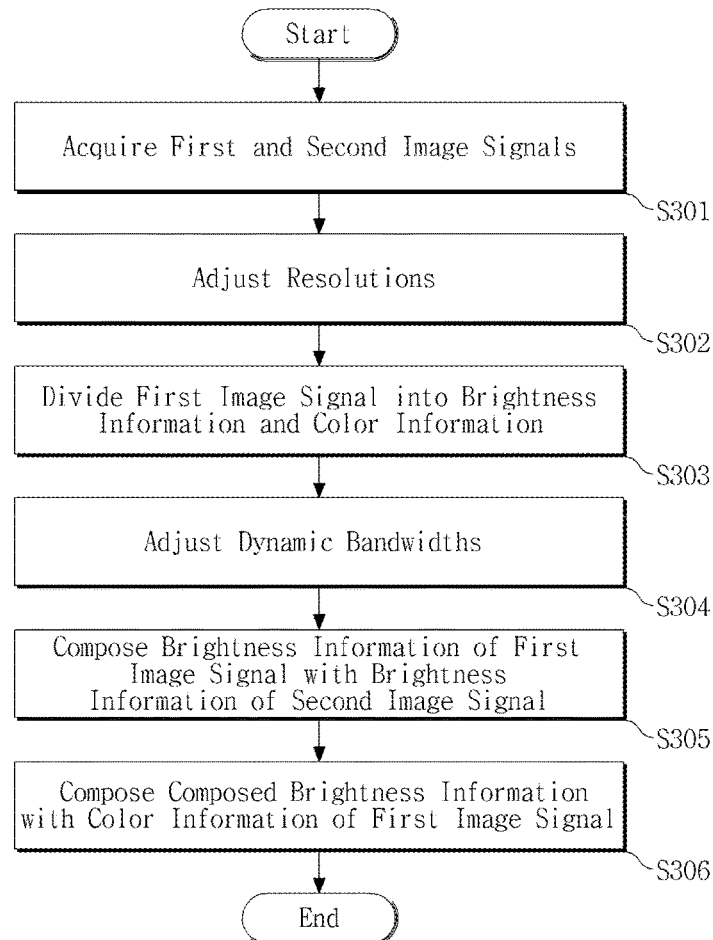 Start
Acquire First and Second Image Signals
S301
Adjust Resolutions
S302
Divide First Image Signal into Brightness
Information and Color Information
S303
Adjust Dynamic Bandwidths
S304
Compose Brightness Information of First
Image Signal with Brightness
Information of Second Image Signal
S305
Compose Composed Brightness Information
with Color Information of First Image Signal
S306
End